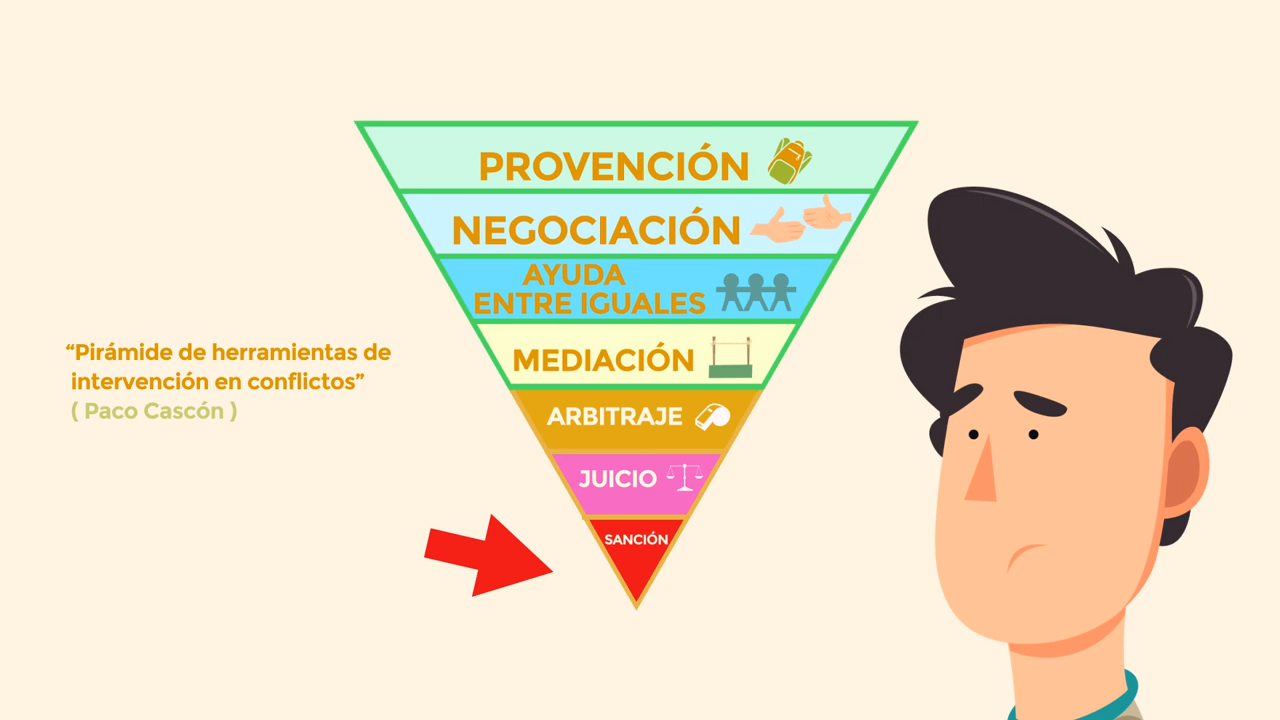 PROVENCIÓN
NEGOCIACIÓN
AYUDA
ENTRE IGUALES
MEDIACIÓN
ARBITRAJE
JUICIO
SANCIÓN
“Pirámide de herramientas de
intervención en conflictos”
( Paco Cascón )